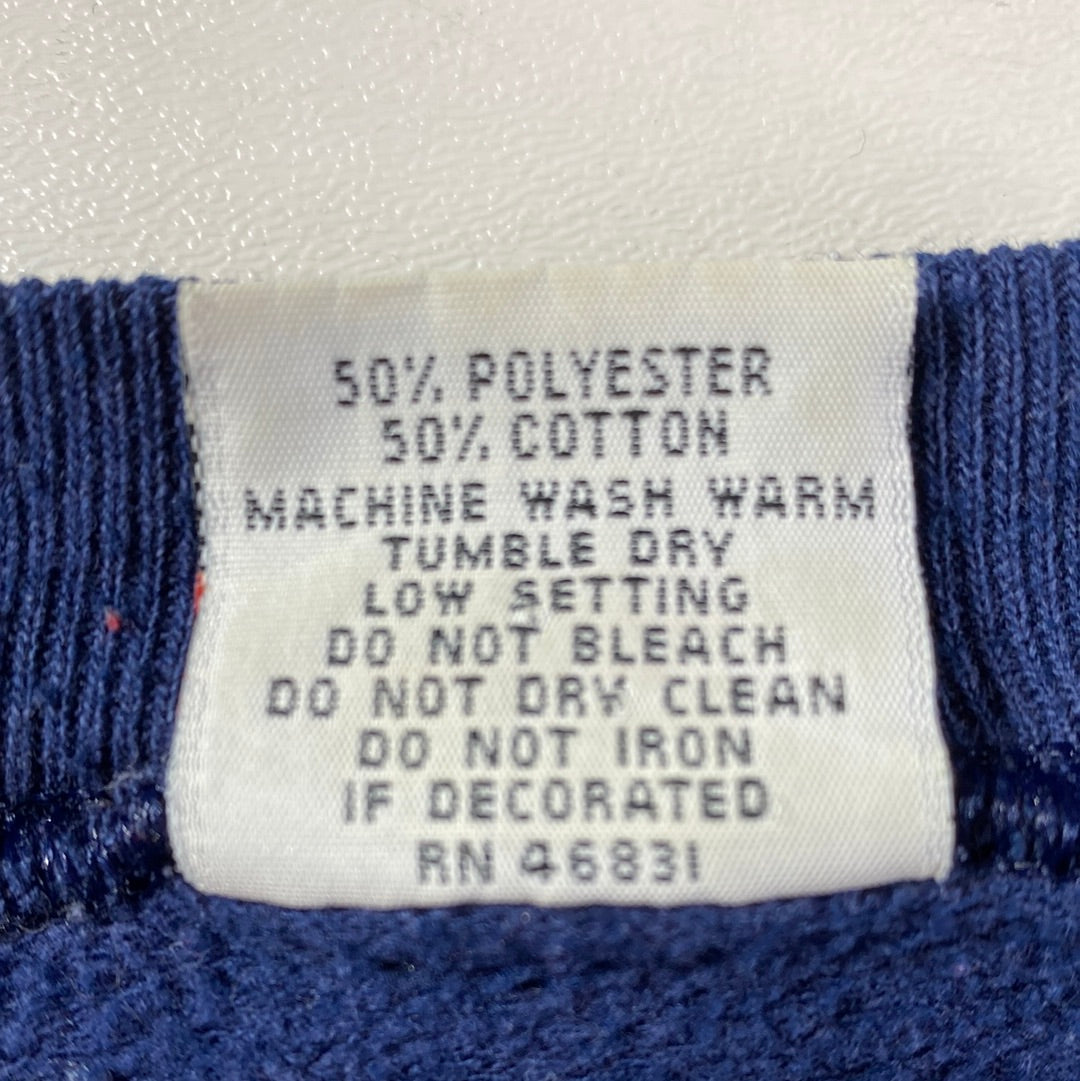 50% POLYESTER
50% COTTON
MACHINE WASH WARM
TUMBLE DRY
LOW SETTING
DO NOT BLEACH
DO NOT DRY CLEAN
DO NOT IRON
IF DECORATED
RN 46831